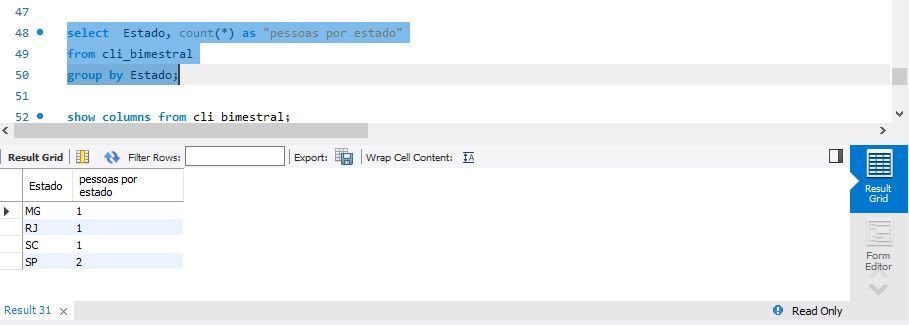 47
48 select Estado, count(*) as "pessoas por estado"
49 from cli_bimestral
50 group by Estado;
51
52 show columns from cli_bimestral;
Result Grid Filter Rows: Export: Wrap Cell Content:
Estado pessoas por estado
MG 1
RJ 1
SC 1
SP 2
Result Grid
Form Editor
Result 31 × Read Only